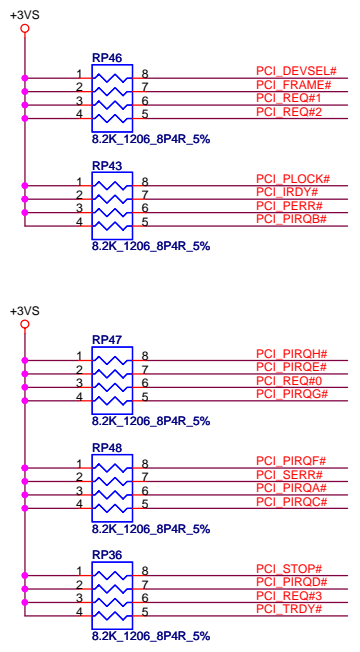 +3VS
RP46
1 8 PCI_DEVSEL#
2 7 PCI_FRAME#
3 6 PCI_REQ#1
4 5 PCI_REQ#2
8.2K_1206_8P4R_5%
RP43
1 8 PCI_PLOCK#
2 7 PCI_IRDY#
3 6 PCI_PERR#
4 5 PCI_PIRQB#
8.2K_1206_8P4R_5%
+3VS
RP47
1 8 PCI_PIRQH#
2 7 PCI_PIRQE#
3 6 PCI_REQ#0
4 5 PCI_PIRQG#
8.2K_1206_8P4R_5%
RP48
1 8 PCI_PIRQF#
2 7 PCI_SERR#
3 6 PCI_PIRQA#
4 5 PCI_PIRQC#
8.2K_1206_8P4R_5%
RP36
1 8 PCI_STOP#
2 7 PCI_PIRQD#
3 6 PCI_REQ#3
4 5 PCI_TRDY#
8.2K_1206_8P4R_5%